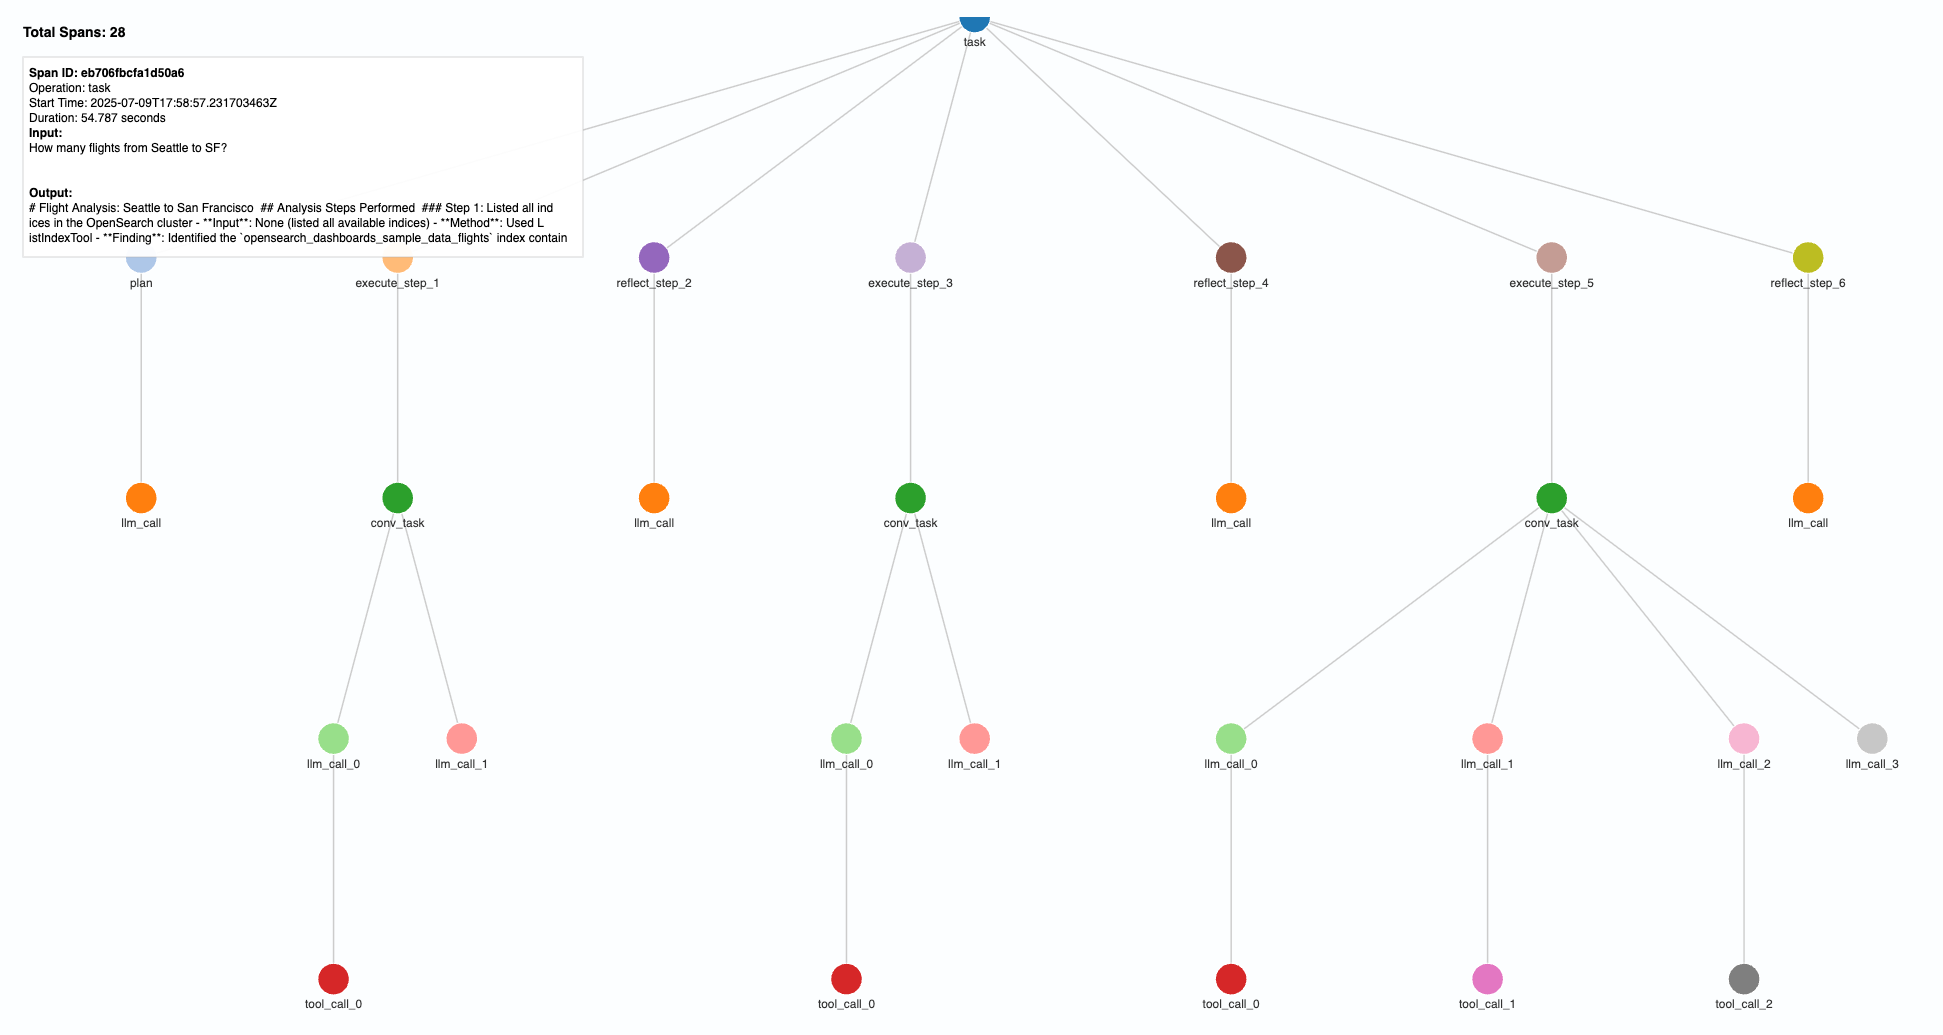 Total Spans: 28
task
Span ID: eb706fbcfa1d50a6
Operation: task
Start Time: 2025-07-09T17:58:57.231703463Z
Duration: 54.787 seconds
Input:
How many flights from Seattle to SF?
Output:
# Flight Analysis: Seattle to San Francisco ## Analysis Steps Performed ### Step 1: Listed all ind
ices in the OpenSearch cluster - **Input**: None (listed all available indices) - **Method**: Used L
istIndexTool - **Finding**: Identified the `opensearch_dashboards_sample_data_flights` index contain
plan execute_step_1 reflect_step_2 execute_step_3 reflect_step_4 execute_step_5 reflect_step_6
llm_call conv_task llm_call conv_task llm_call conv_task llm_call
llm_call_0 llm_call_1 llm_call_0 llm_call_1 llm_call_0 llm_call_1 llm_call_2 llm_call_3
tool_call_0 tool_call_0 tool_call_0 tool_call_1 tool_call_2